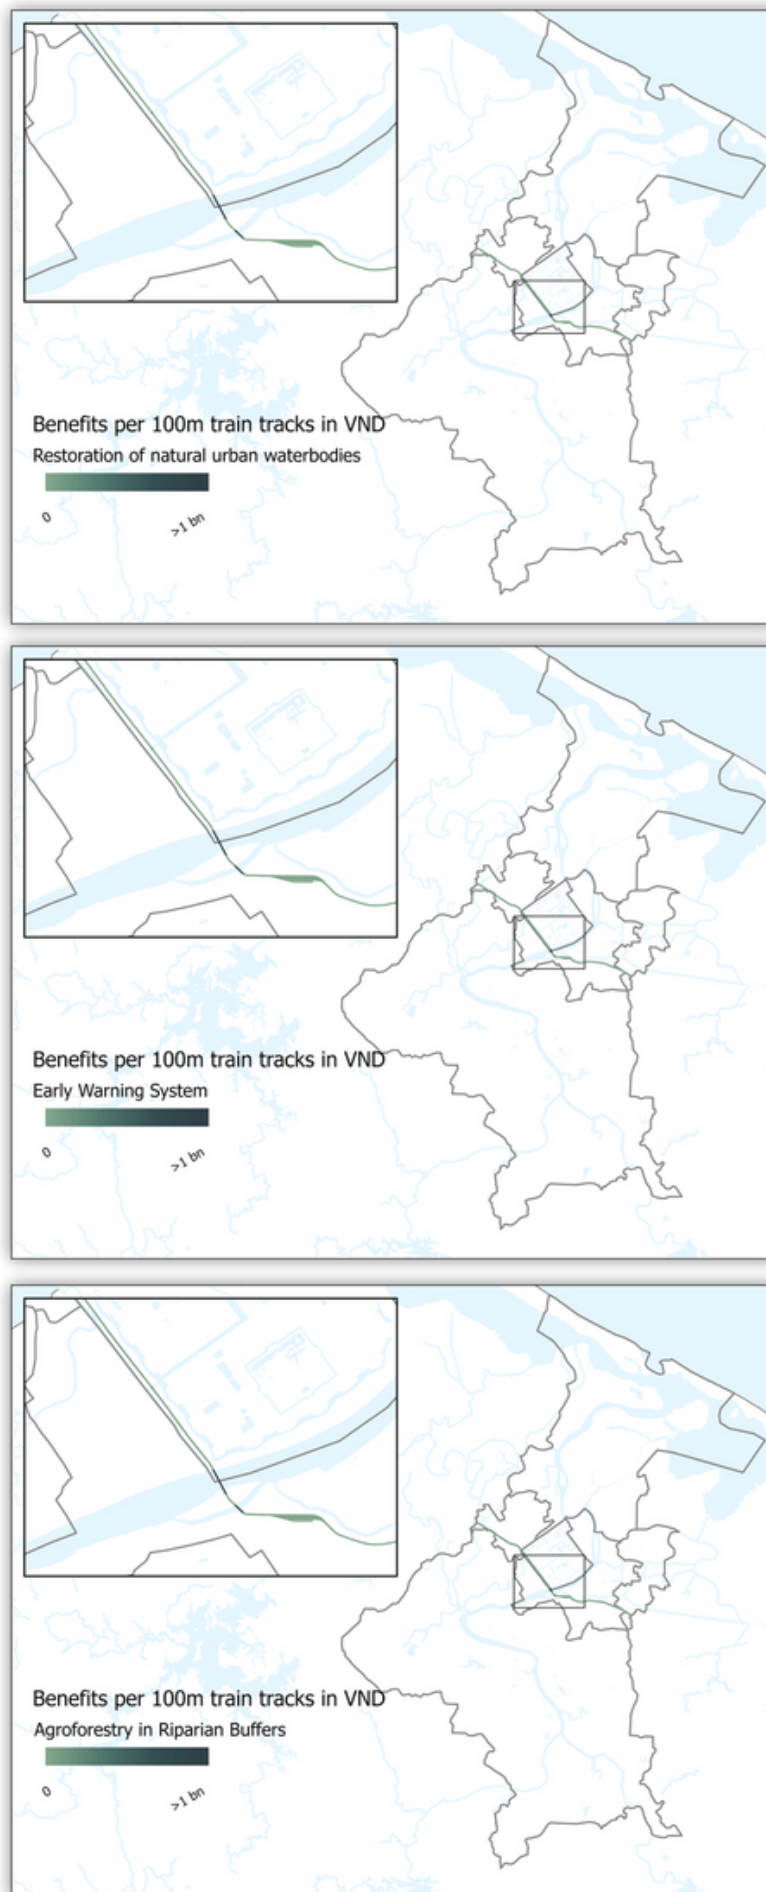 Benefits per 100m train tracks in VND
Restoration of natural urban waterbodies
0
>1 bn
Benefits per 100m train tracks in VND
Early Warning System
0
>1 bn
Benefits per 100m train tracks in VND
Agroforestry in Riparian Buffers
0
>1 bn